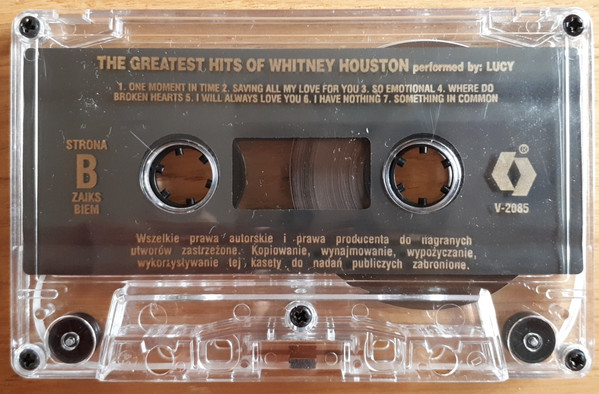 THE GREATEST HITS OF WHITNEY HOUSTON performed by: LUCY
1. ONE MOMENT IN TIME 2. SAVING ALL MY LOVE FOR YOU 3. SO EMOTIONAL 4. WHERE DO
BROKEN HEARTS 5. I WILL ALWAYS LOVE YOU 6. I HAVE NOTHING 7. SOMETHING IN COMMON
STRONA
B
ZAIKS
BIEM
®
V-2085
Wszelkie prawa autorskie i prawa producenta do nagranych
utworów zastrzeżone. Kopiowanie, wynajmowanie, wypożyczanie,
wykorzysływanie tej kasety do nadań publiczych zabronione.